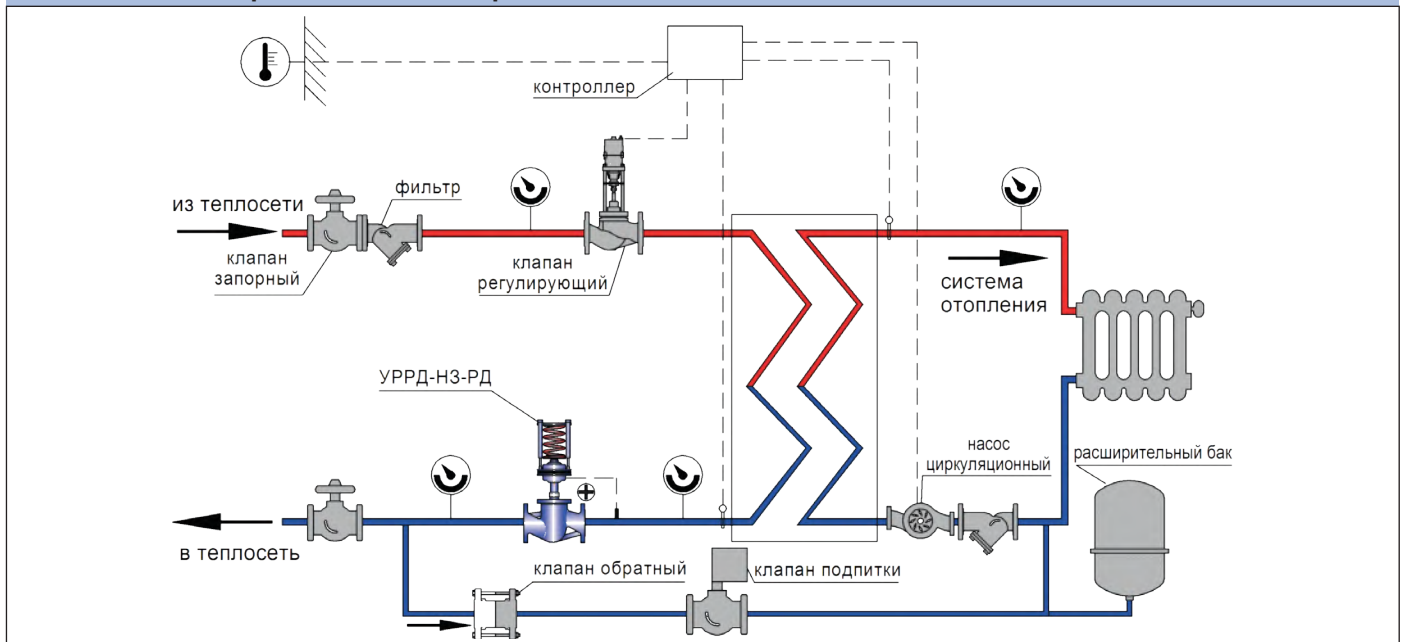 контроллер
фильтр
из теплосети
клапан
запорный
клапан
регулирующий
система
отопления
УРРД-НЗ-РД
насос
циркуляционный
расширительный бак
в теплосеть
клапан обратный
клапан подпитки